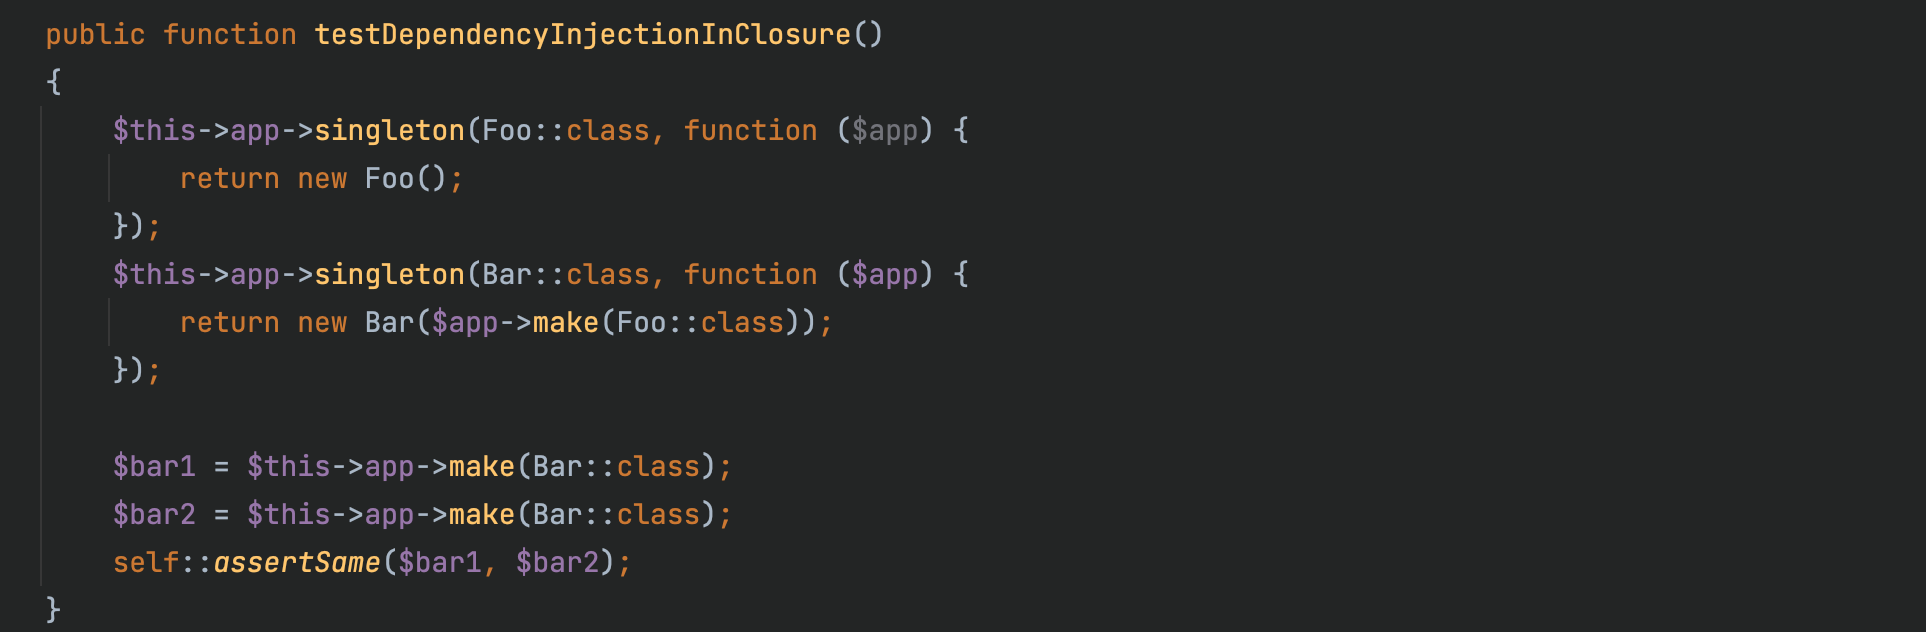 public function testDependencyInjectionInClosure()
{
    $this->app->singleton(Foo::class, function ($app) {
        return new Foo();
    });
    $this->app->singleton(Bar::class, function ($app) {
        return new Bar($app->make(Foo::class));
    });

    $bar1 = $this->app->make(Bar::class);
    $bar2 = $this->app->make(Bar::class);
    self::assertSame($bar1, $bar2);
}